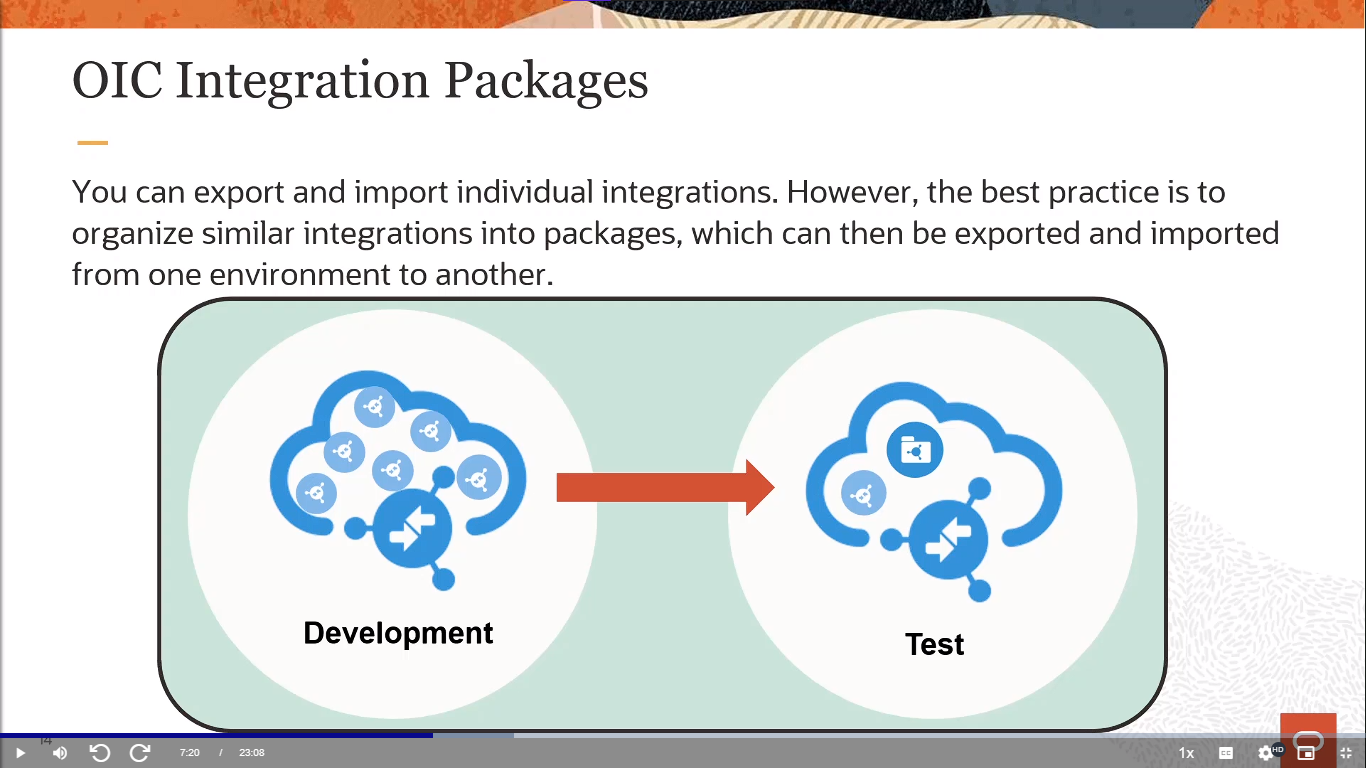 OIC Integration Packages
You can export and import individual integrations. However, the best practice is to
organize similar integrations into packages, which can then be exported and imported
from one environment to another.
Development
Test
14
7:20 / 23:08
1x
CC
HD